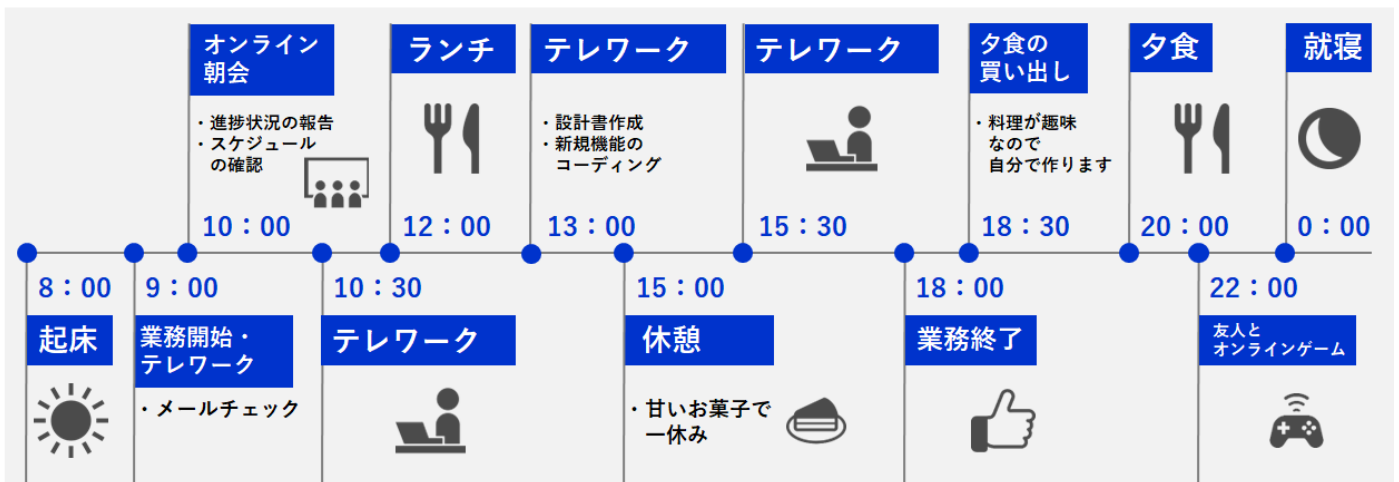 オンライン
朝会
・進捗状況の報告
・スケジュール
の確認
10：00
ランチ
12：00
テレワーク
・設計書作成
・新規機能の
コーディング
13：00
テレワーク
15：30
夕食の
買い出し
・料理が趣味
なので
自分で作ります
18：30
夕食
20：00
就寝
0：00
8：00
起床
9：00
業務開始・
テレワーク
・メールチェック
10：30
テレワーク
15：00
休憩
・甘いお菓子で
一休み
18：00
業務終了
22：00
友人と
オンラインゲーム